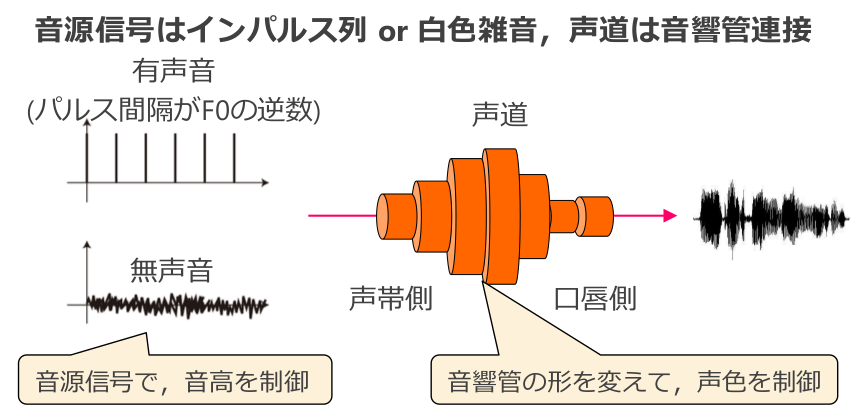 音源信号はインパルス列 or 白色雑音，声道は音響管連接
有声音
(パルス間隔がF0の逆数)
声道
無声音
声帯側
口唇側
音源信号で，音高を制御
音響管の形を変えて，声色を制御